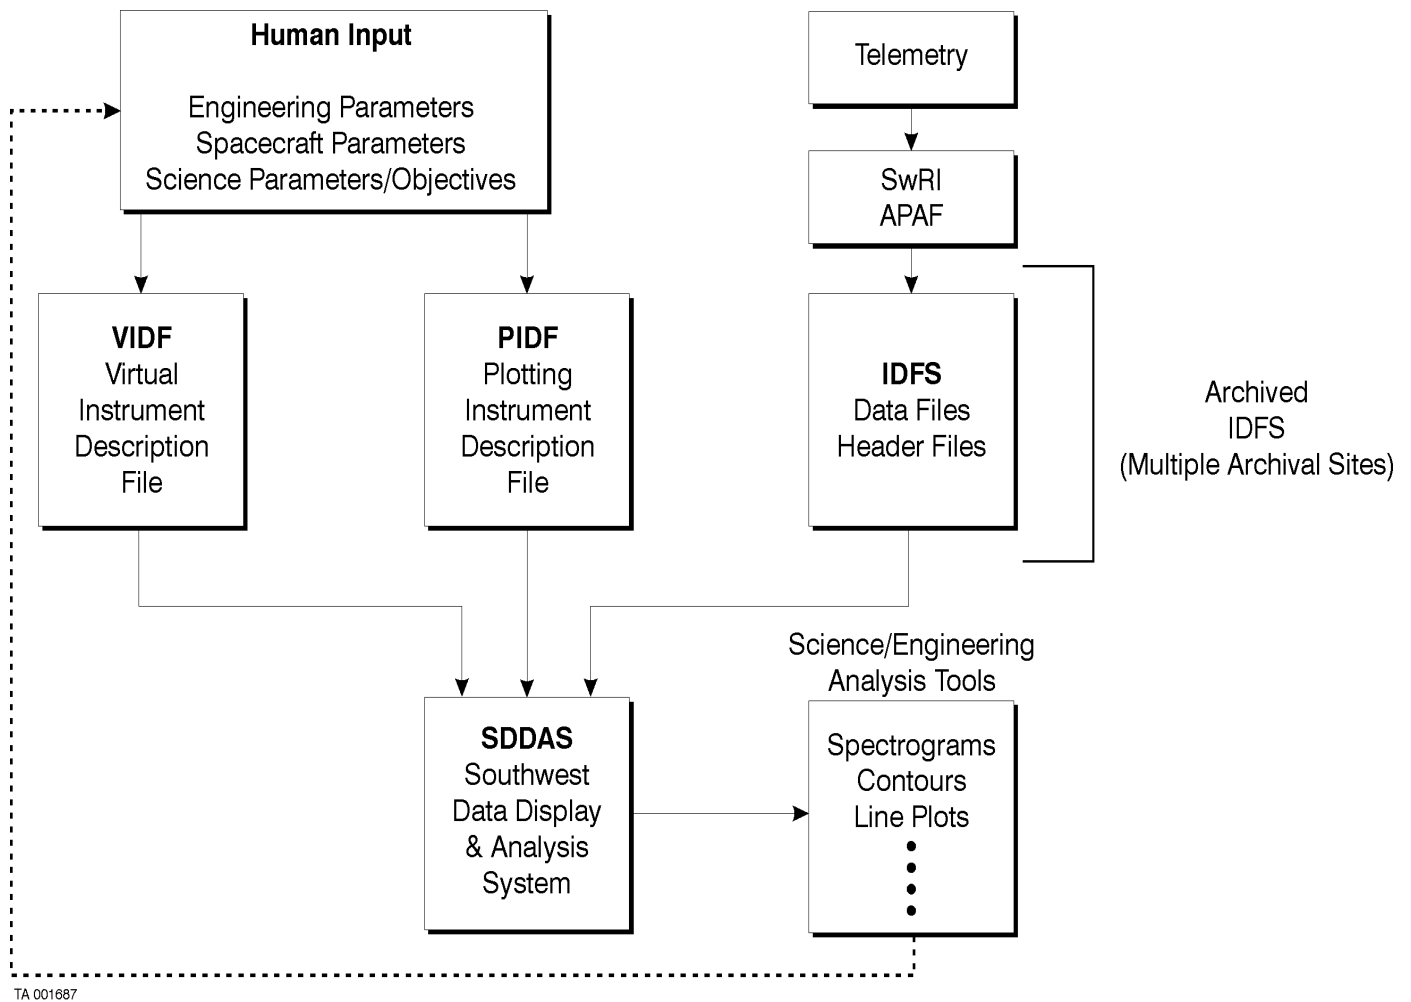 Human Input
Engineering Parameters
Spacecraft Parameters
Science Parameters/Objectives
Telemetry
SwRI
APAF
VIDF
Virtual
Instrument
Description
File
PIDF
Plotting
Instrument
Description
File
IDFS
Data Files
Header Files
Archived
IDFS
(Multiple Archival Sites)
SDDAS
Southwest
Data Display
& Analysis
System
Science/Engineering
Analysis Tools
Spectrograms
Contours
Line Plots
TA 001687